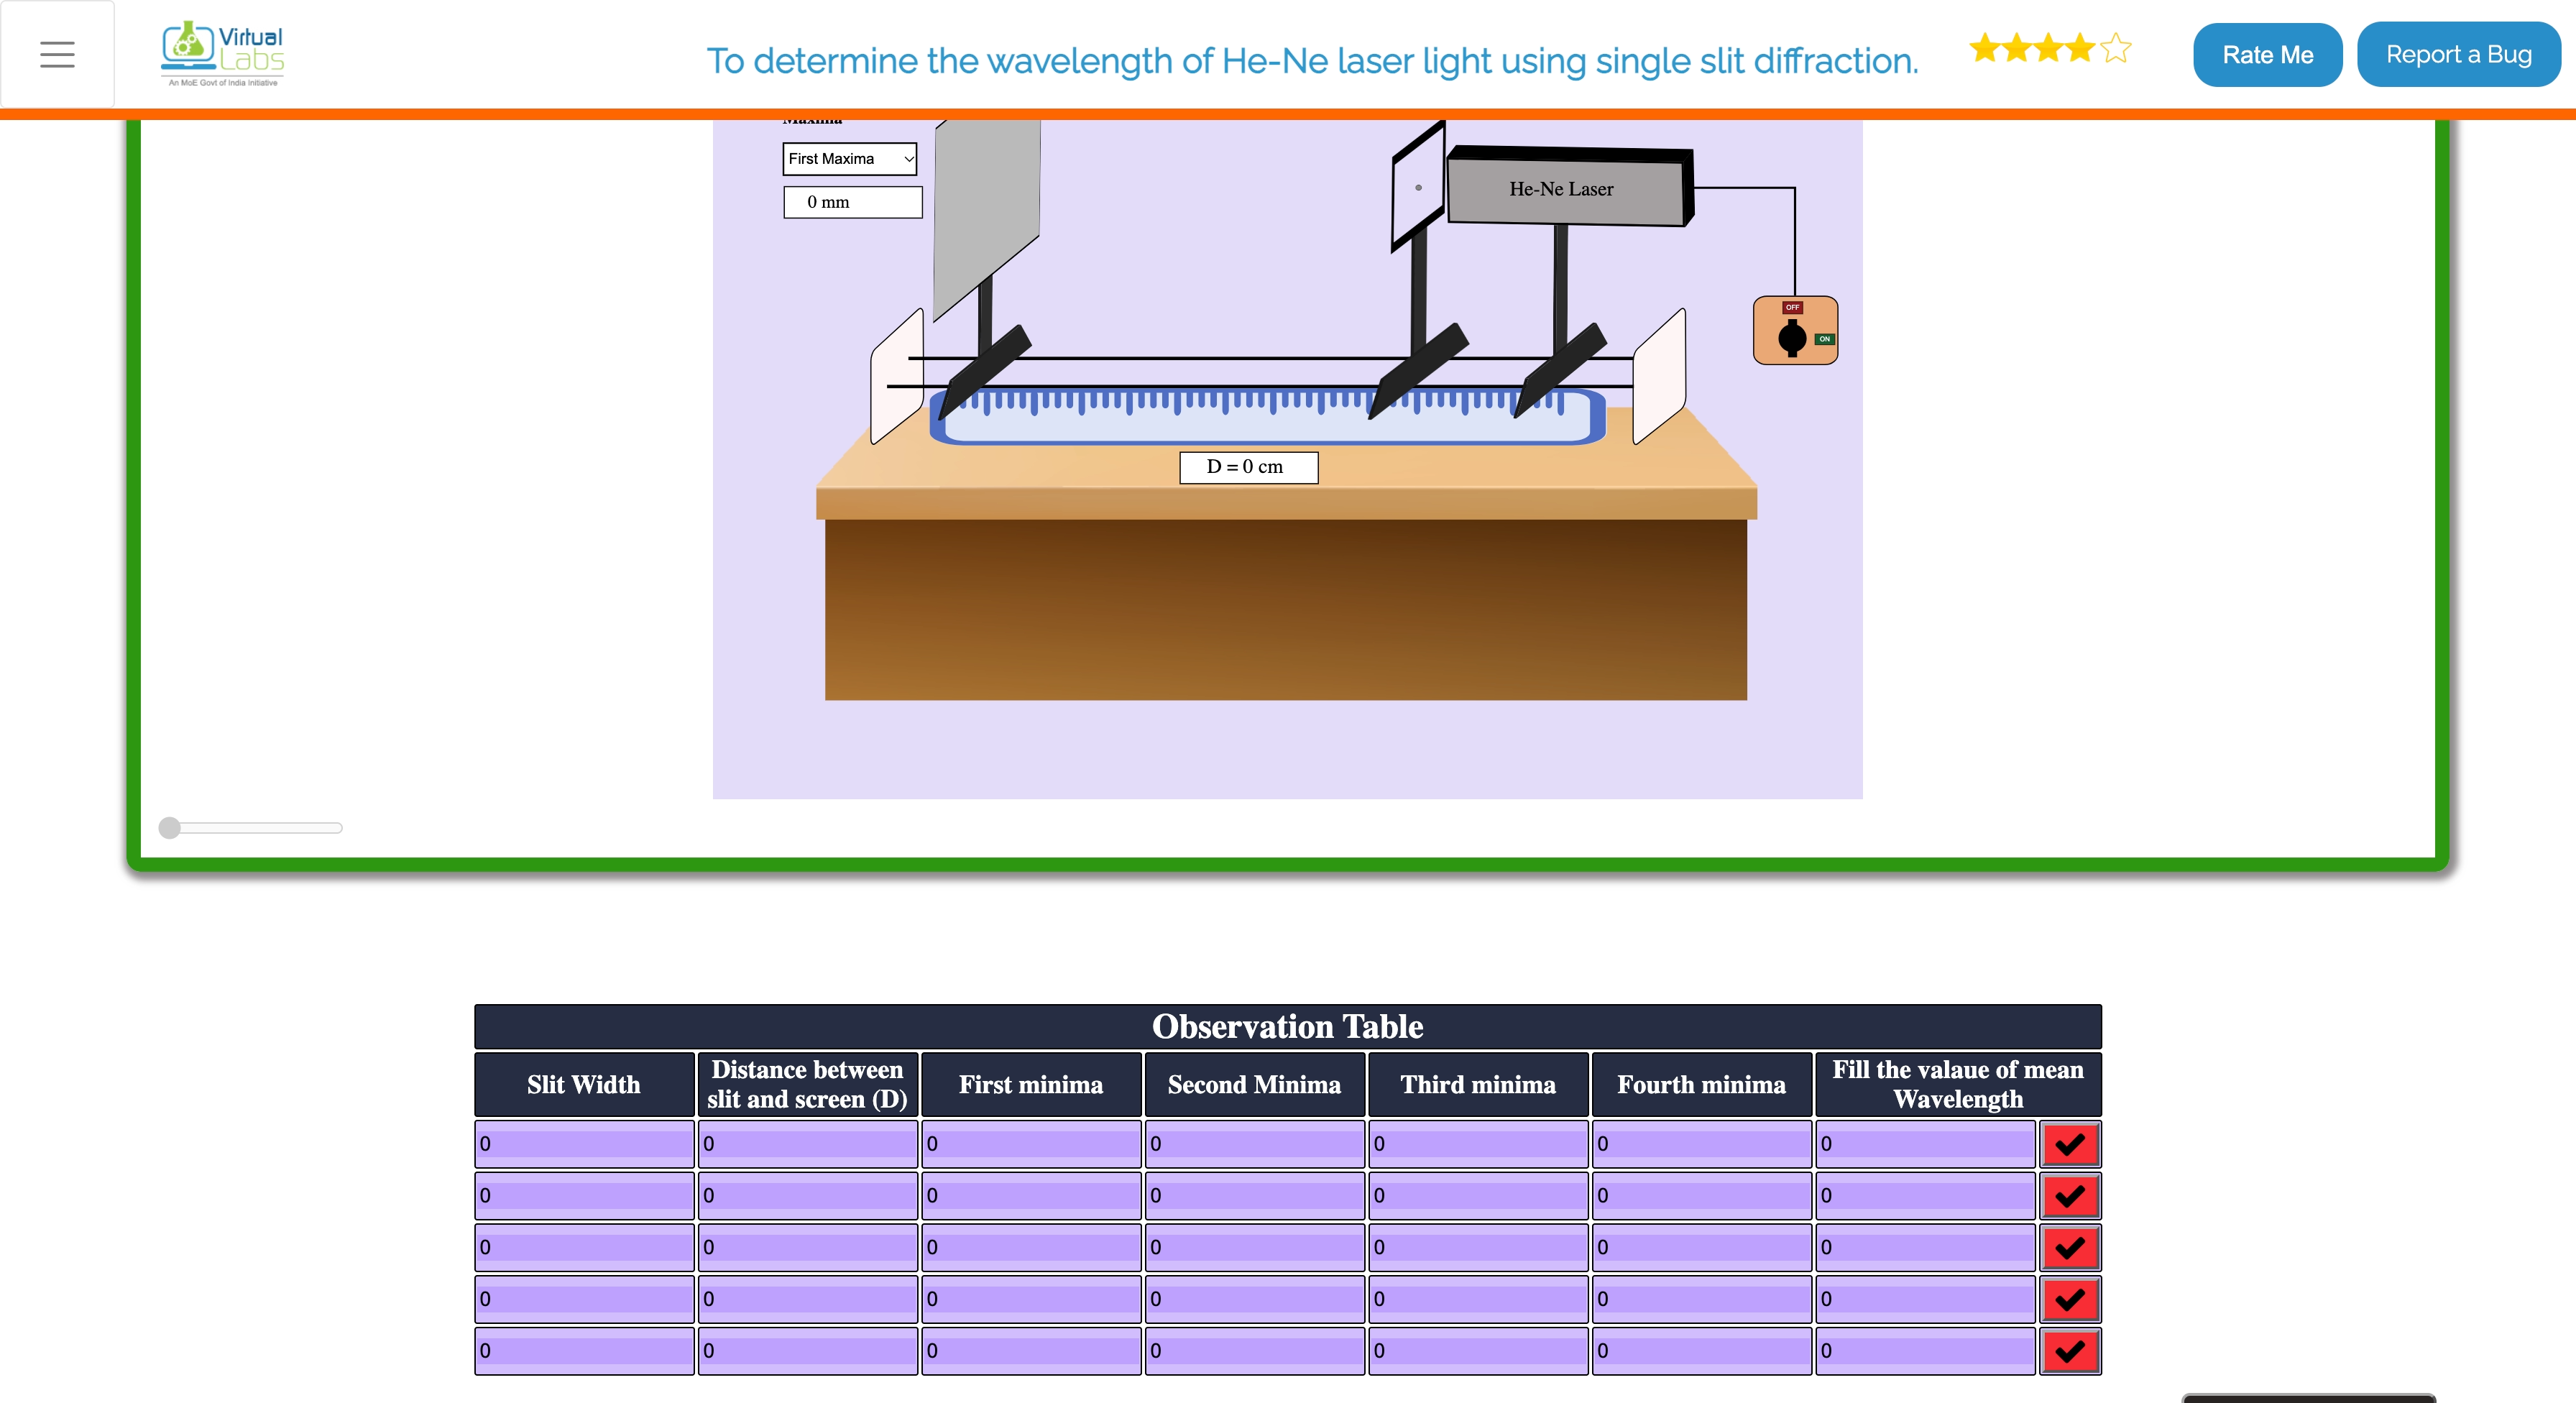 Virtual
Labs
An MoE Govt of India Initiative
To determine the wavelength of He-Ne laser light using single slit diffraction.
Rate Me
Report a Bug
Maxima
First Maxima
0 mm
He-Ne Laser
OFF
ON
D = 0 cm
Observation Table
Slit Width
Distance between
slit and screen (D)
First minima
Second Minima
Third minima
Fourth minima
Fill the valaue of mean
Wavelength
0 0 0 0 0 0 0
0 0 0 0 0 0 0
0 0 0 0 0 0 0
0 0 0 0 0 0 0
0 0 0 0 0 0 0